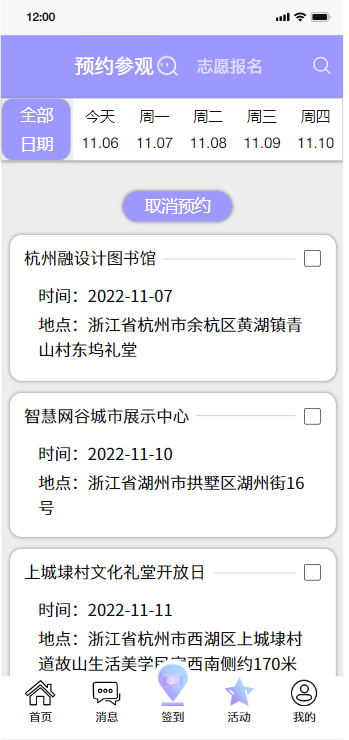 12:00
预约参观 志愿报名
全部 今天 周一 周二 周三 周四
日期 11.06 11.07 11.08 11.09 11.10
取消预约
杭州融设计图书馆
时间：2022-11-07
地点：浙江省杭州市余杭区黄湖镇青
山村东坞礼堂
智慧网谷城市展示中心
时间：2022-11-10
地点：浙江省湖州市拱墅区湖州街16
号
上城埭村文化礼堂开放日
时间：2022-11-11
地点：浙江省杭州市西湖区上城埭村
道故山生活美学民宿西南侧约170米
首页 消息 签到 活动 我的